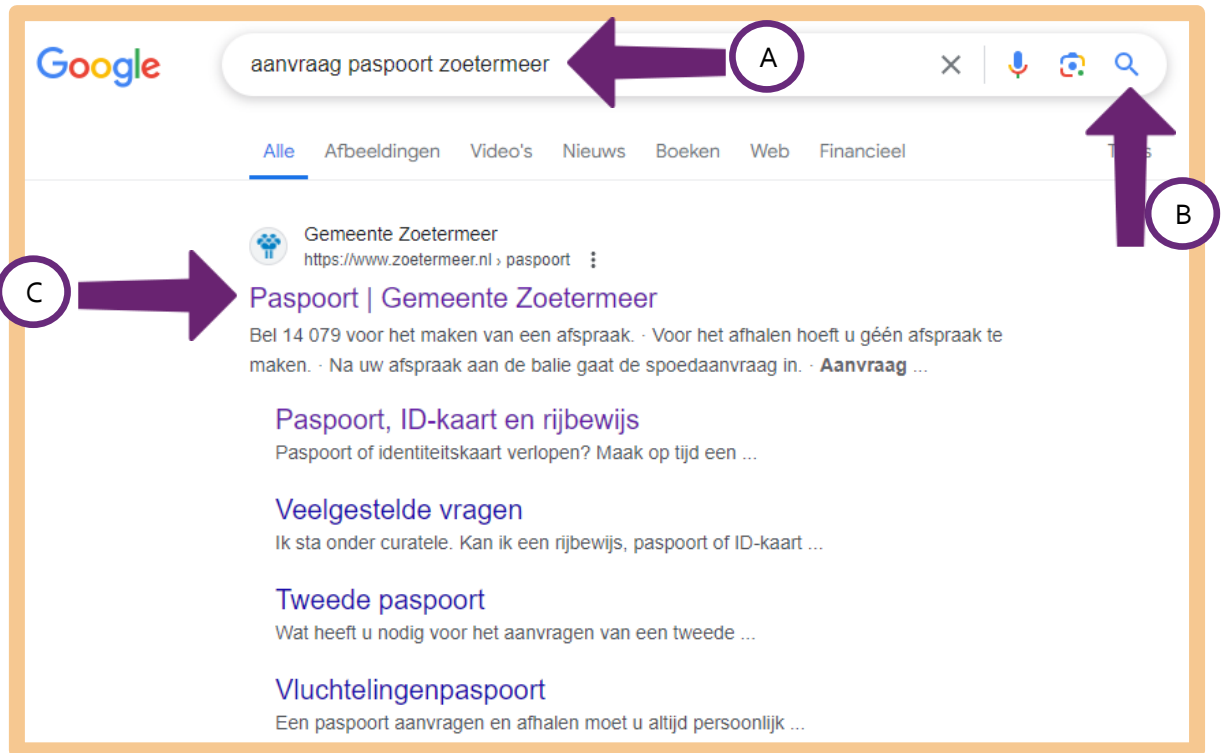 Google
aanvraag paspoort zoetermeer
A
Alle Afbeeldingen Video's Nieuws Boeken Web Financieel
B
Gemeente Zoetermeer
https://www.zoetermeer.nl › paspoort
C
Paspoort | Gemeente Zoetermeer
Bel 14 079 voor het maken van een afspraak. · Voor het afhalen hoeft u géén afspraak te
maken. · Na uw afspraak aan de balie gaat de spoedaanvraag in. · Aanvraag ...
Paspoort, ID-kaart en rijbewijs
Paspoort of identiteitskaart verlopen? Maak op tijd een ...
Veelgestelde vragen
Ik sta onder curatele. Kan ik een rijbewijs, paspoort of ID-kaart ...
Tweede paspoort
Wat heeft u nodig voor het aanvragen van een tweede ...
Vluchtelingenpaspoort
Een paspoort aanvragen en afhalen moet u altijd persoonlijk ...